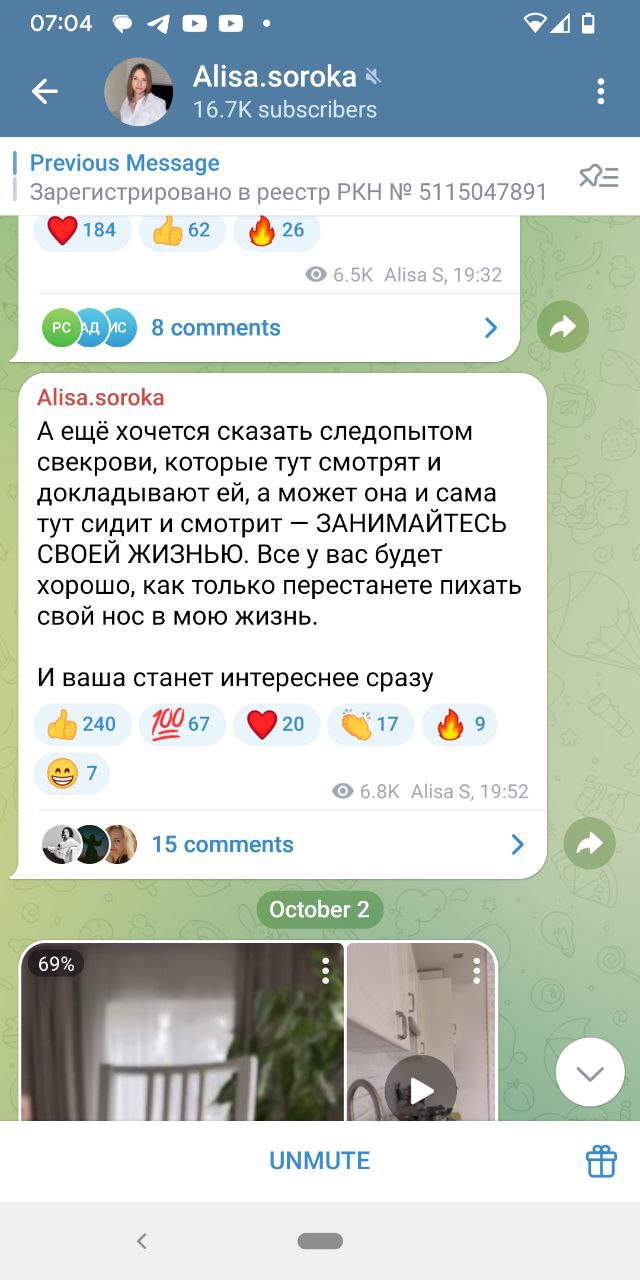 07:04
Alisa.soroka
16.7K subscribers
Previous Message
Зарегистрировано в реестр РКН № 5115047891
184 62 26
6.5K Alisa S, 19:32
РС АД ИС 8 comments
Alisa.soroka
А ещё хочется сказать следопытом
свекрови, которые тут смотрят и
докладывают ей, а может она и сама
тут сидит и смотрит — ЗАНИМАЙТЕСЬ
СВОЕЙ ЖИЗНЬЮ. Все у вас будет
хорошо, как только перестанете пихать
свой нос в мою жизнь.
И ваша станет интереснее сразу
240 100 67 20 17 9
7
6.8K Alisa S, 19:52
15 comments
October 2
69%
UNMUTE